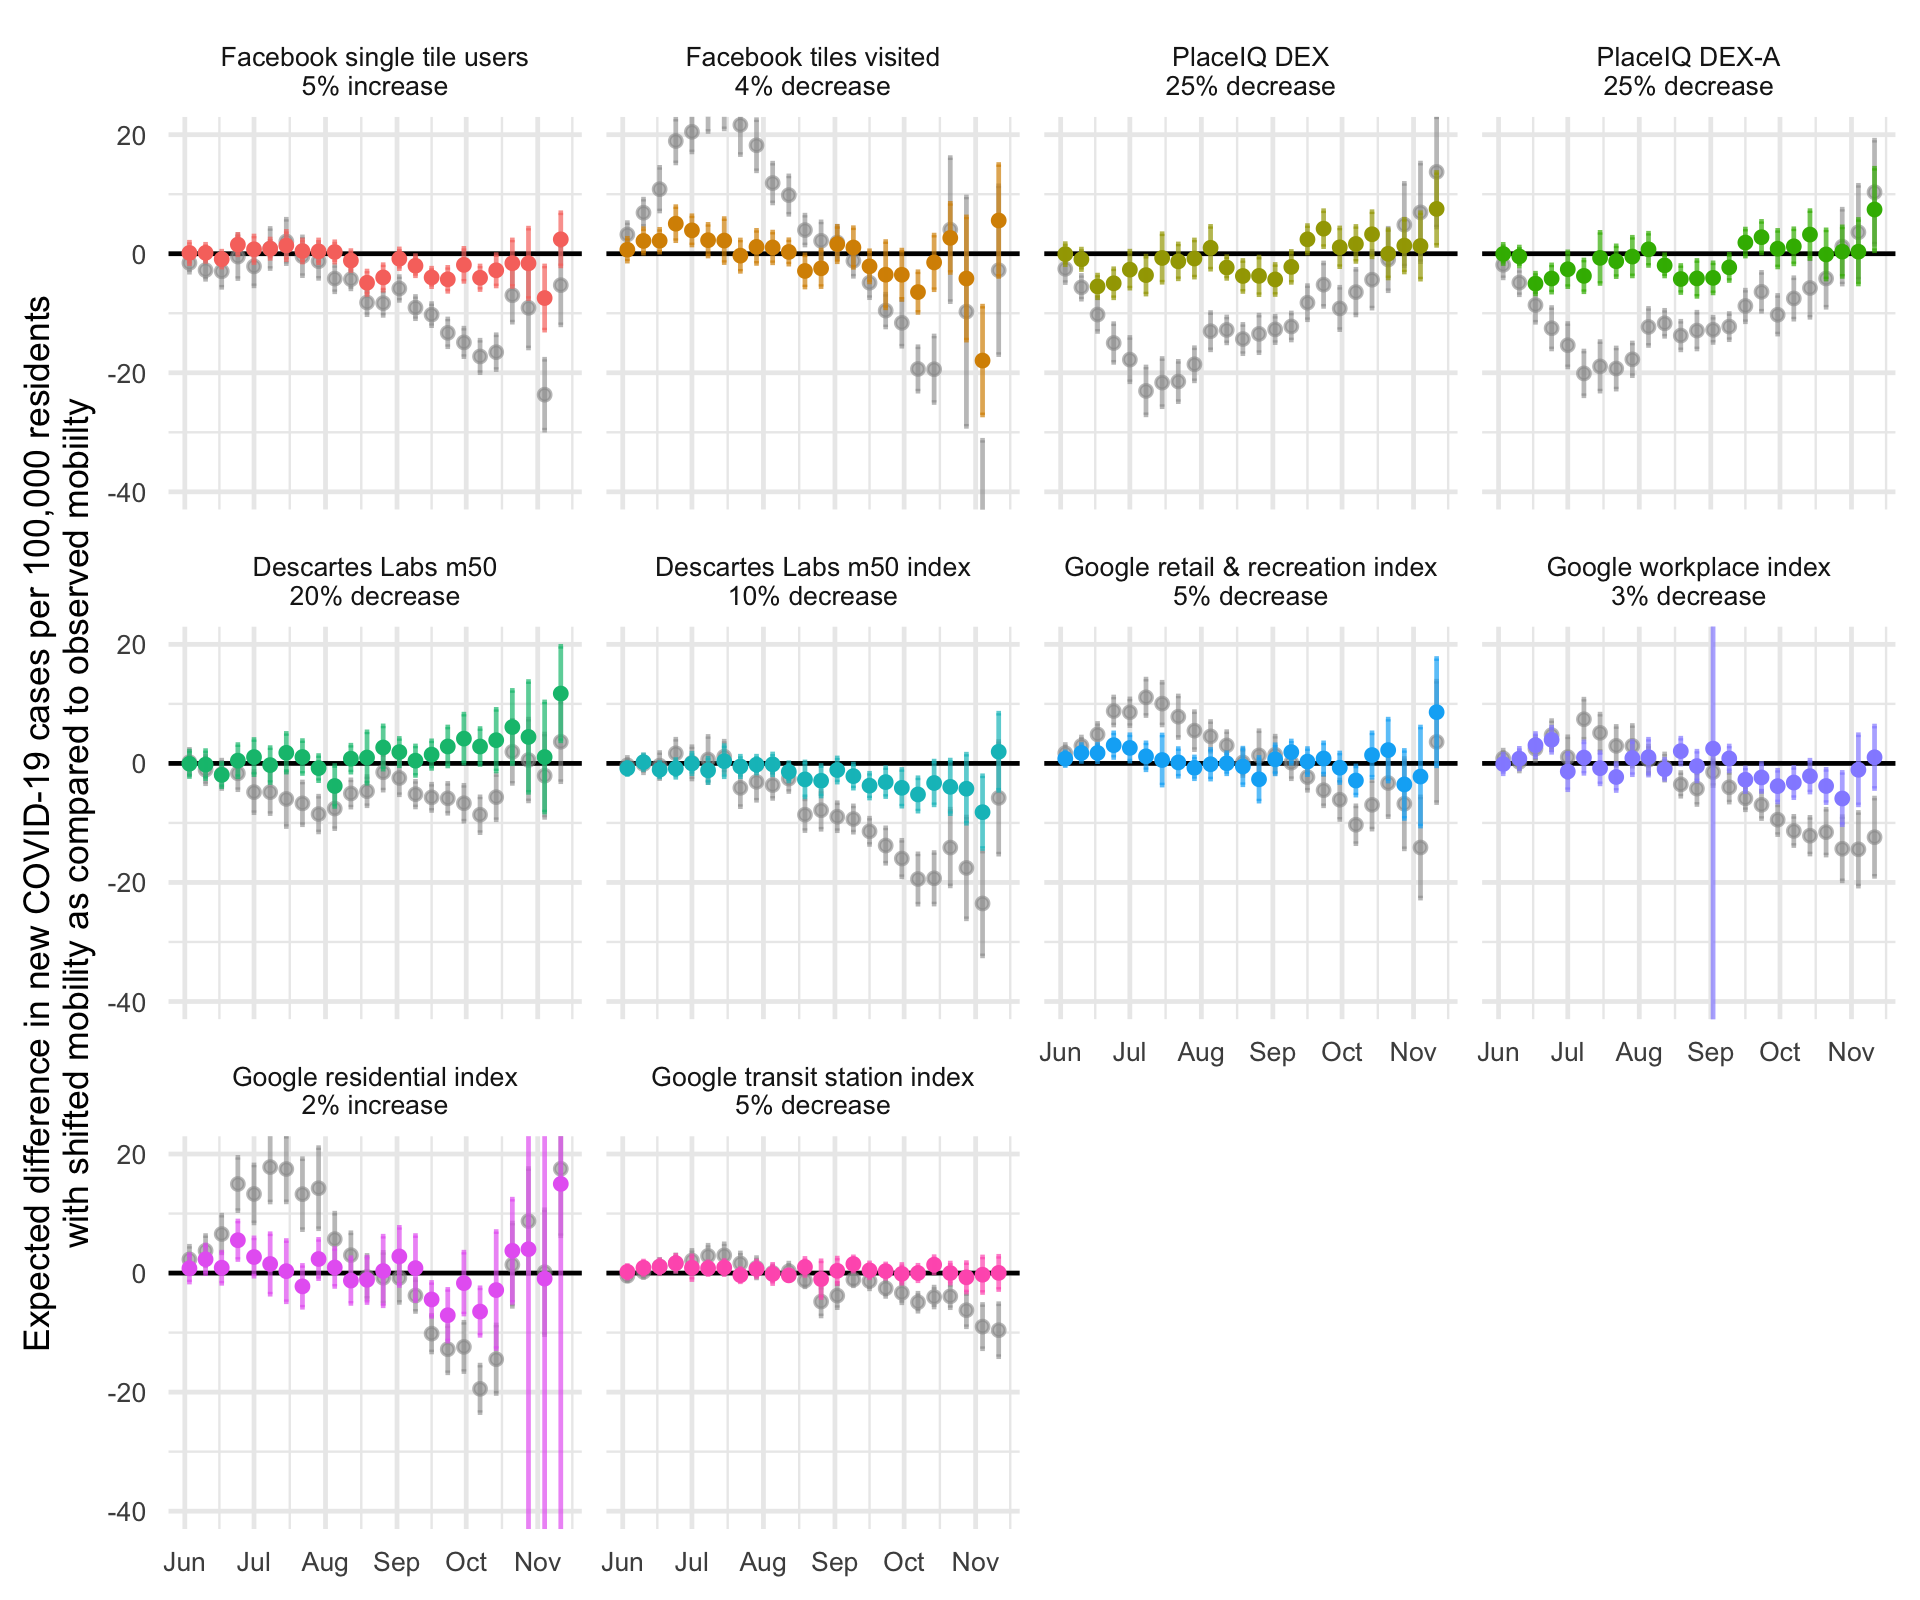 Expected difference in new COVID-19 cases per 100,000 residents
with shifted mobility as compared to observed mobiilty
Facebook single tile users
5% increase
Facebook tiles visited
4% decrease
PlaceIQ DEX
25% decrease
PlaceIQ DEX-A
25% decrease
20
0
-20
-40
Descartes Labs m50
20% decrease
Descartes Labs m50 index
10% decrease
Google retail & recreation index
5% decrease
Google workplace index
3% decrease
20
0
-20
-40
Jun Jul Aug Sep Oct Nov
Jun Jul Aug Sep Oct Nov
Google residential index
2% increase
Google transit station index
5% decrease
20
0
-20
-40
Jun Jul Aug Sep Oct Nov
Jun Jul Aug Sep Oct Nov